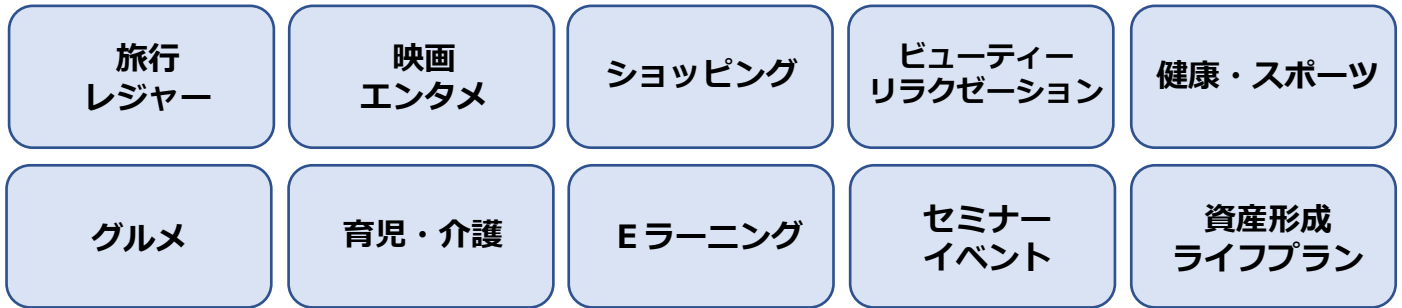 旅行
レジャー
映画
エンタメ
ショッピング
ビューティー
リラクゼーション
健康・スポーツ
グルメ
育児・介護
Eラーニング
セミナー
イベント
資産形成
ライフプラン